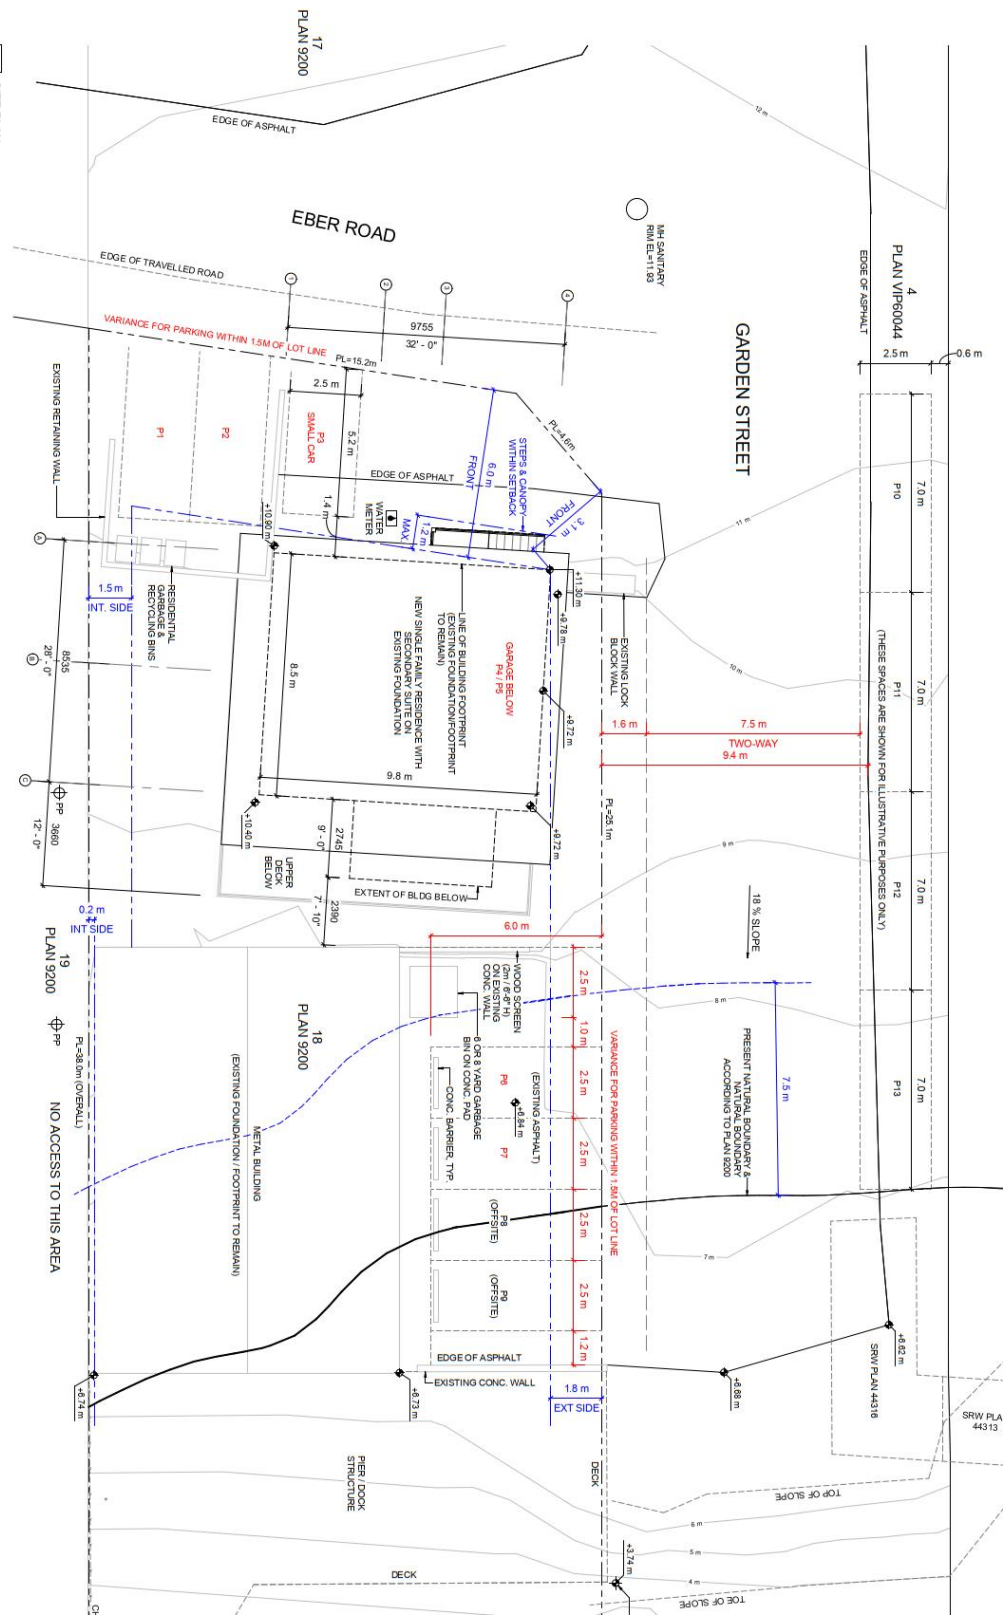 17
PLAN 9200
EDGE OF ASPHALT
12 m
EBER ROAD
MH SANITARY
RIM EL=11.93
4
PLAN VIP60044
EDGE OF ASPHALT
EDGE OF TRAVELLED ROAD
1
2
3
4
9755
32' - 0"
GARDEN STREET
2.5 m
0.6 m
VARIANCE FOR PARKING WITHIN 1.5M OF LOT LINE
PL=15.2m
EXISTING RETAINING WALL
P1
P2
2.5 m
P3
SMALL CAR
5.2 m
1.4 m
EDGE OF ASPHALT
6.0 m
FRONT
PL=4.6m
STEPS & CANOPY
WITHIN SETBACK
FRONT
3.1 m
WATER
METER
MAX.
1.2 m
+10.90 m
P10
7.0 m
11 m
A
B
C
1.5 m
INT. SIDE
RESIDENTIAL
GARBAGE &
RECYCLING BINS
8535
28' - 0"
3660
12' - 0"
PP
+11.30 m
+9.78 m
LINE OF BUILDING FOOTPRINT
(EXISTING FOUNDATION/FOOTPRINT
TO REMAIN)
NEW SINGLE FAMILY RESIDENCE WITH
SECONDARY SUITE ON
EXISTING FOUNDATION
GARAGE BELOW
P4 / P5
8.5 m
9.8 m
EXISTING LOCK
BLOCK WALL
+9.72 m
1.6 m
7.5 m
TWO-WAY
9.4 m
10 m
P11
7.0 m
(THESE SPACES ARE SHOWN FOR ILLUSTRATIVE PURPOSES ONLY)
+10.40 m
UPPER
DECK
BELOW
2745
9' - 0"
2390
7' - 10"
EXTENT OF BLDG BELOW
+9.72 m
PL=25.1m
9 m
P12
7.0 m
18 % SLOPE
0.2 m
INT SIDE
19
PLAN 9200
PP
PL=38.0m (OVERALL)
NO ACCESS TO THIS AREA
18
PLAN 9200
(EXISTING FOUNDATION / FOOTPRINT TO REMAIN)
METAL BUILDING
6.0 m
WOOD SCREEN
(2m / 6'-6" H)
ON EXISTING
CONC. WALL
6 OR 8 YARD GARBAGE
BIN ON CONC. PAD
CONC. BARRIER, TYP.
(EXISTING ASPHALT)
+6.84 m
2.5 m
1.0 m
2.5 m
2.5 m
2.5 m
2.5 m
1.2 m
P6
P7
P8
(OFFSITE)
P9
(OFFSITE)
VARIANCE FOR PARKING WITHIN 1.5M OF LOT LINE
8 m
7.5 m
PRESENT NATURAL BOUNDARY &
NATURAL BOUNDARY
ACCORDING TO PLAN 9200
P13
7.0 m
7 m
EDGE OF ASPHALT
EXISTING CONC. WALL
1.8 m
EXT SIDE
+6.74 m
+6.73 m
+6.68 m
+6.62 m
SRW PLAN 44316
SRW PLA
44313
PIER / DOCK
STRUCTURE
DECK
TOP OF SLOPE
6 m
5 m
4 m
+3.74 m
DECK
TOE OF SLOPE